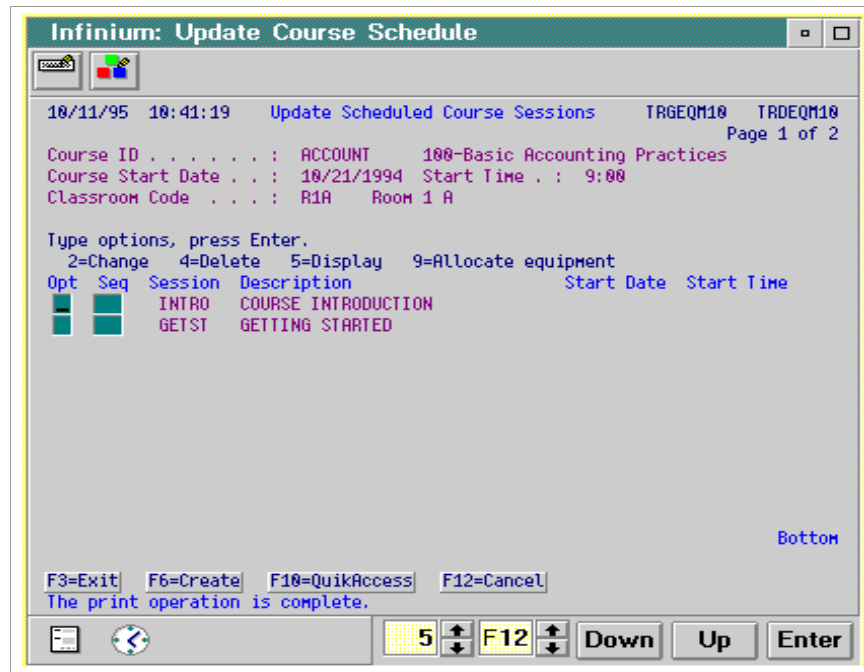 Infinium: Update Course Schedule
10/11/95 10:41:19 Update Scheduled Course Sessions TRGEQM10 TRDEQM10
Page 1 of 2
Course ID . . . . . . : ACCOUNT 100-Basic Accounting Practices
Course Start Date . . : 10/21/1994 Start Time . : 9:00
Classroom Code . . . : R1A Room 1 A
Type options, press Enter.
2=Change 4=Delete 5=Display 9=Allocate equipment
Opt Seq Session Description Start Date Start Time
INTRO COURSE INTRODUCTION
GETST GETTING STARTED
Bottom
F3=Exit F6=Create F10=QuikAccess F12=Cancel
The print operation is complete.
5 F12 Down Up Enter